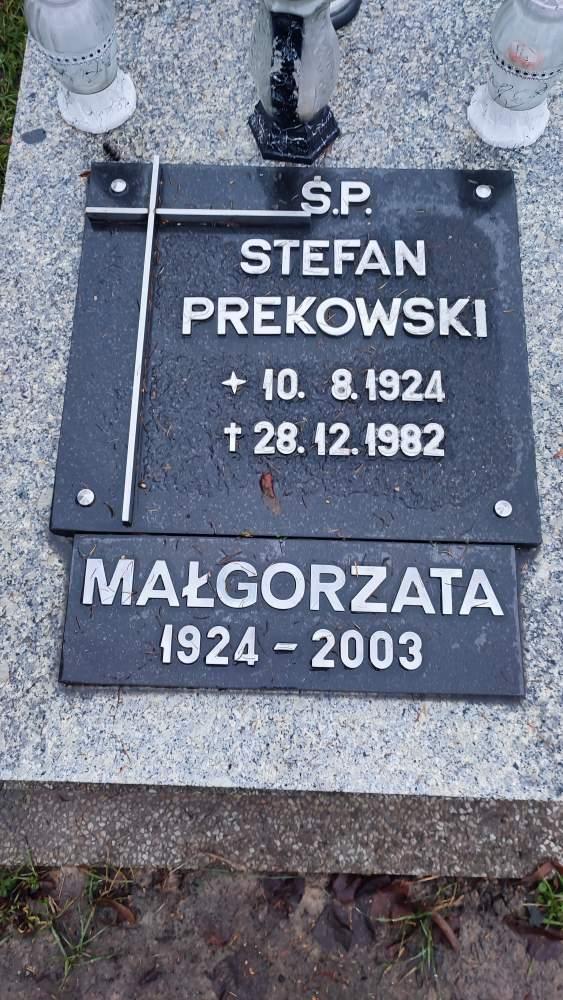 Ś.P.
STEFAN
PREKOWSKI
10. 8. 1924
28. 12. 1982
MAŁGORZATA
1924 - 2003